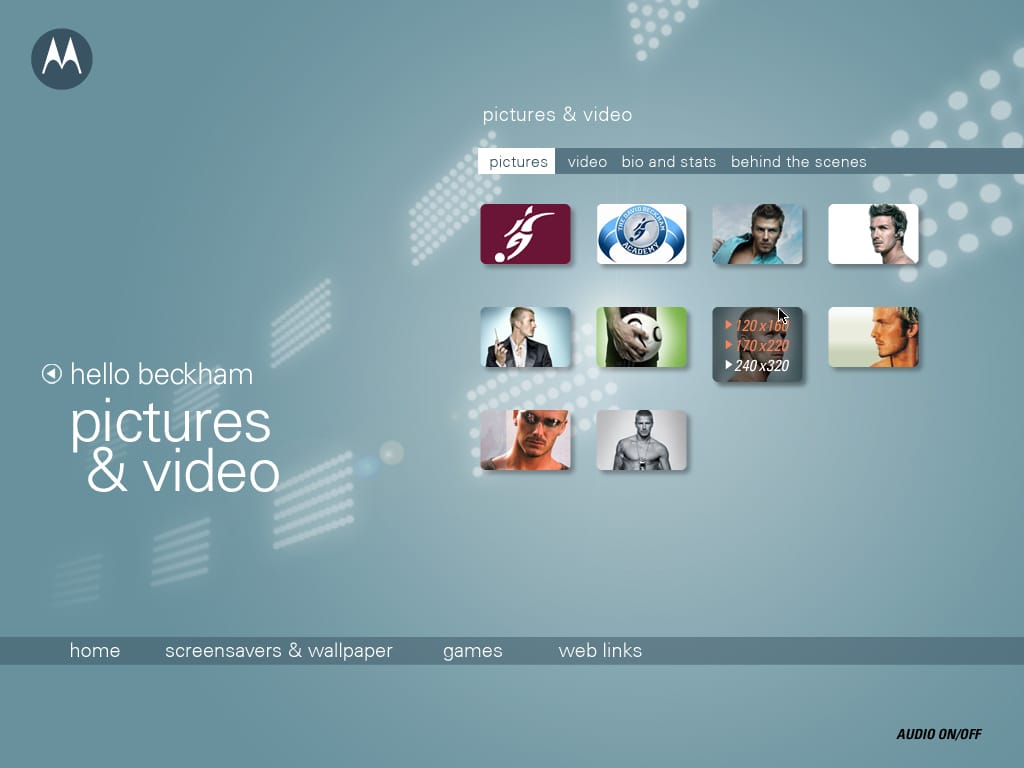 pictures & video
pictures video bio and stats behind the scenes
THE DAVID BECKHAM
ACADEMY
120 x 160
170 x 220
240 x 320
hello beckham
pictures
& video
home screensavers & wallpaper games web links
AUDIO ON/OFF